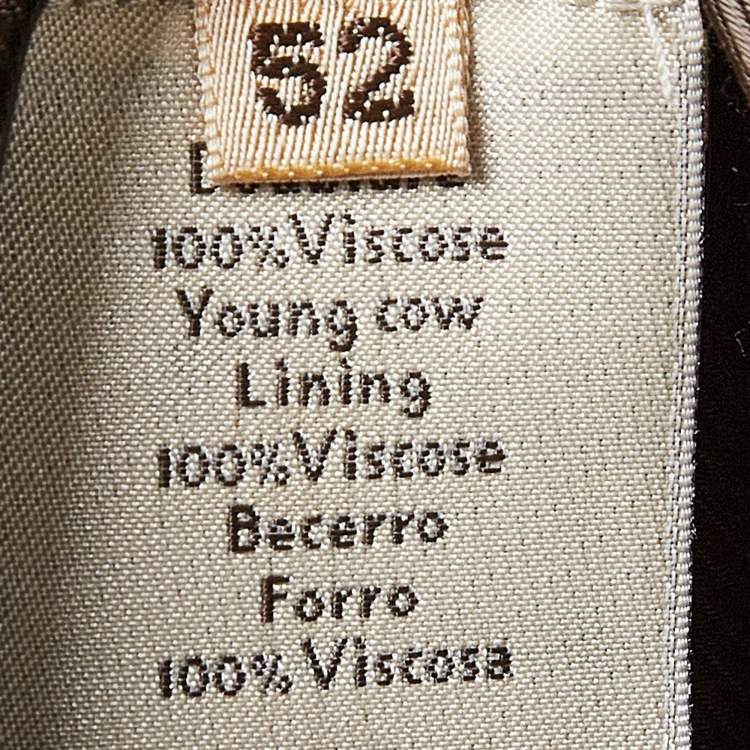 52
100% Viscose
Young cow
Lining
100% Viscose
Becerro
Forro
100% Viscosa